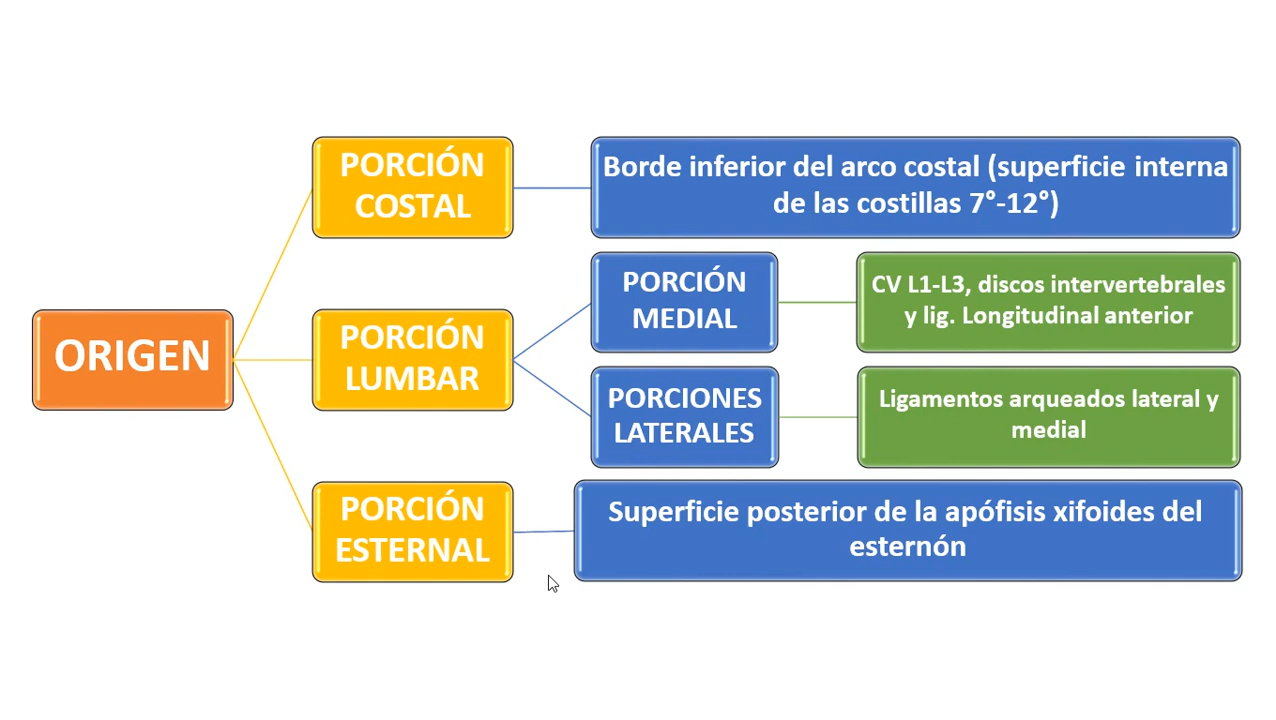 ORIGEN
PORCIÓN
COSTAL
Borde inferior del arco costal (superficie interna
de las costillas 7°-12°)
PORCIÓN
LUMBAR
PORCIÓN
MEDIAL
CV L1-L3, discos intervertebrales
y lig. Longitudinal anterior
PORCIONES
LATERALES
Ligamentos arqueados lateral y
medial
PORCIÓN
ESTERNAL
Superficie posterior de la apófisis xifoides del
esternón